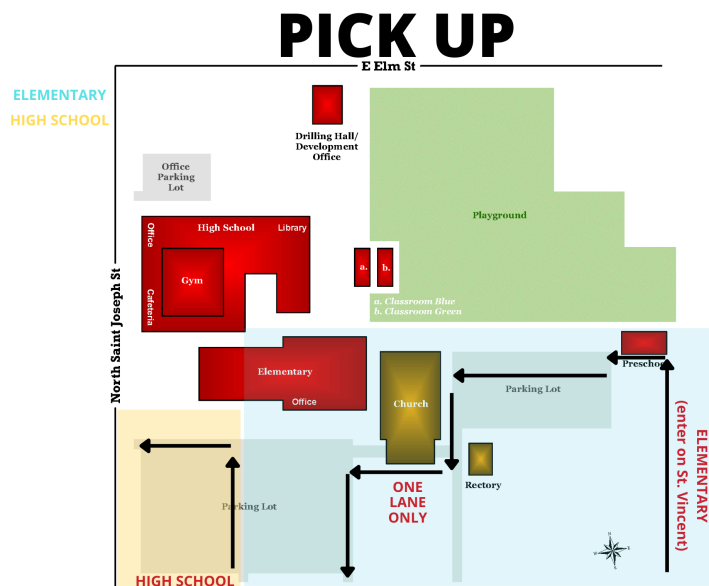 PICK UP
E Elm St
ELEMENTARY
HIGH SCHOOL
Drilling Hall/
Development
Office
Office
Parking
Lot
Playground
Office
High School
Library
Gym
Cafeteria
a.
b.
a. Classroom Blue
b. Classroom Green
North Saint Joseph St
Elementary
Office
Church
Parking Lot
Preschool
ELEMENTARY
(enter on St. Vincent)
Rectory
ONE
LANE
ONLY
Parking Lot
HIGH SCHOOL
N
E
S
W